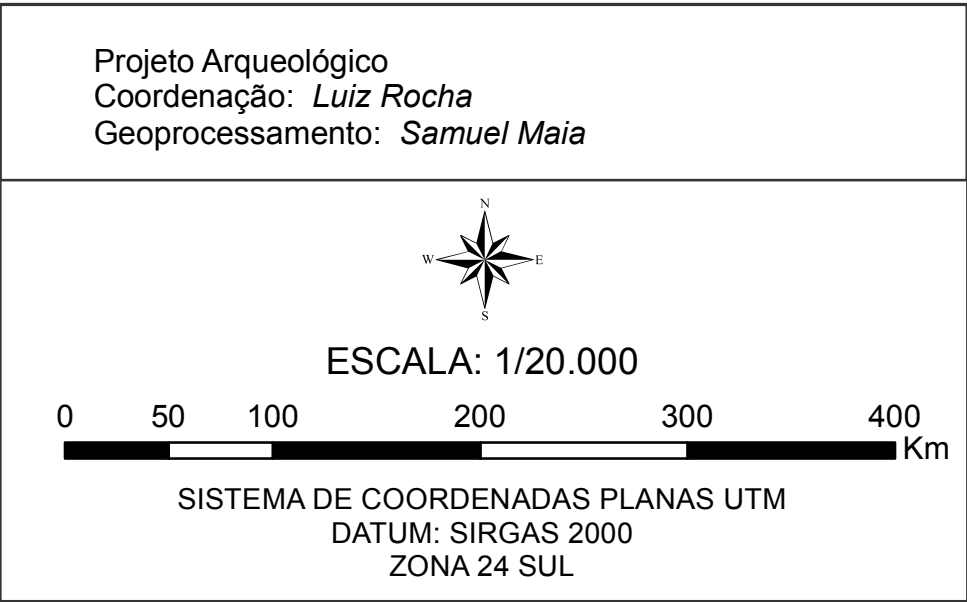 Projeto Arqueológico
Coordenação: Luiz Rocha
Geoprocessamento: Samuel Maia
N
W E
S
ESCALA: 1/20.000
0 50 100 200 300 400
Km
SISTEMA DE COORDENADAS PLANAS UTM
DATUM: SIRGAS 2000
ZONA 24 SUL